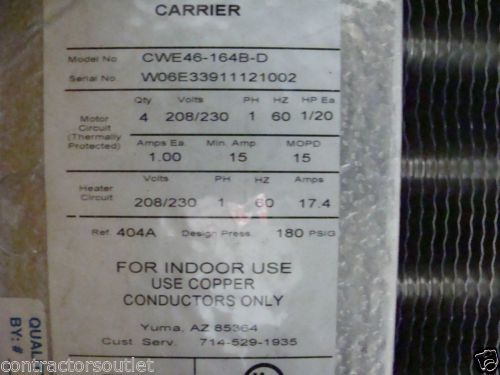 CARRIER
Model No CWE46-164B-D
Serial No W06E33911121002
Qty Volts PH HZ HP Ea
Motor Circuit (Thermally Protected) 4 208/230 1 60 1/20
Amps Ea Min. Amp MOPD
1.00 15 15
Volts PH HZ Amps
Heater Circuit 208/230 1 60 17.4
Ref. 404A Design Press. 180 PSIG
FOR INDOOR USE
USE COPPER
CONDUCTORS ONLY
Yuma, AZ 85364
Cust. Serv. 714-529-1935
BY: #
contractorsoutlet